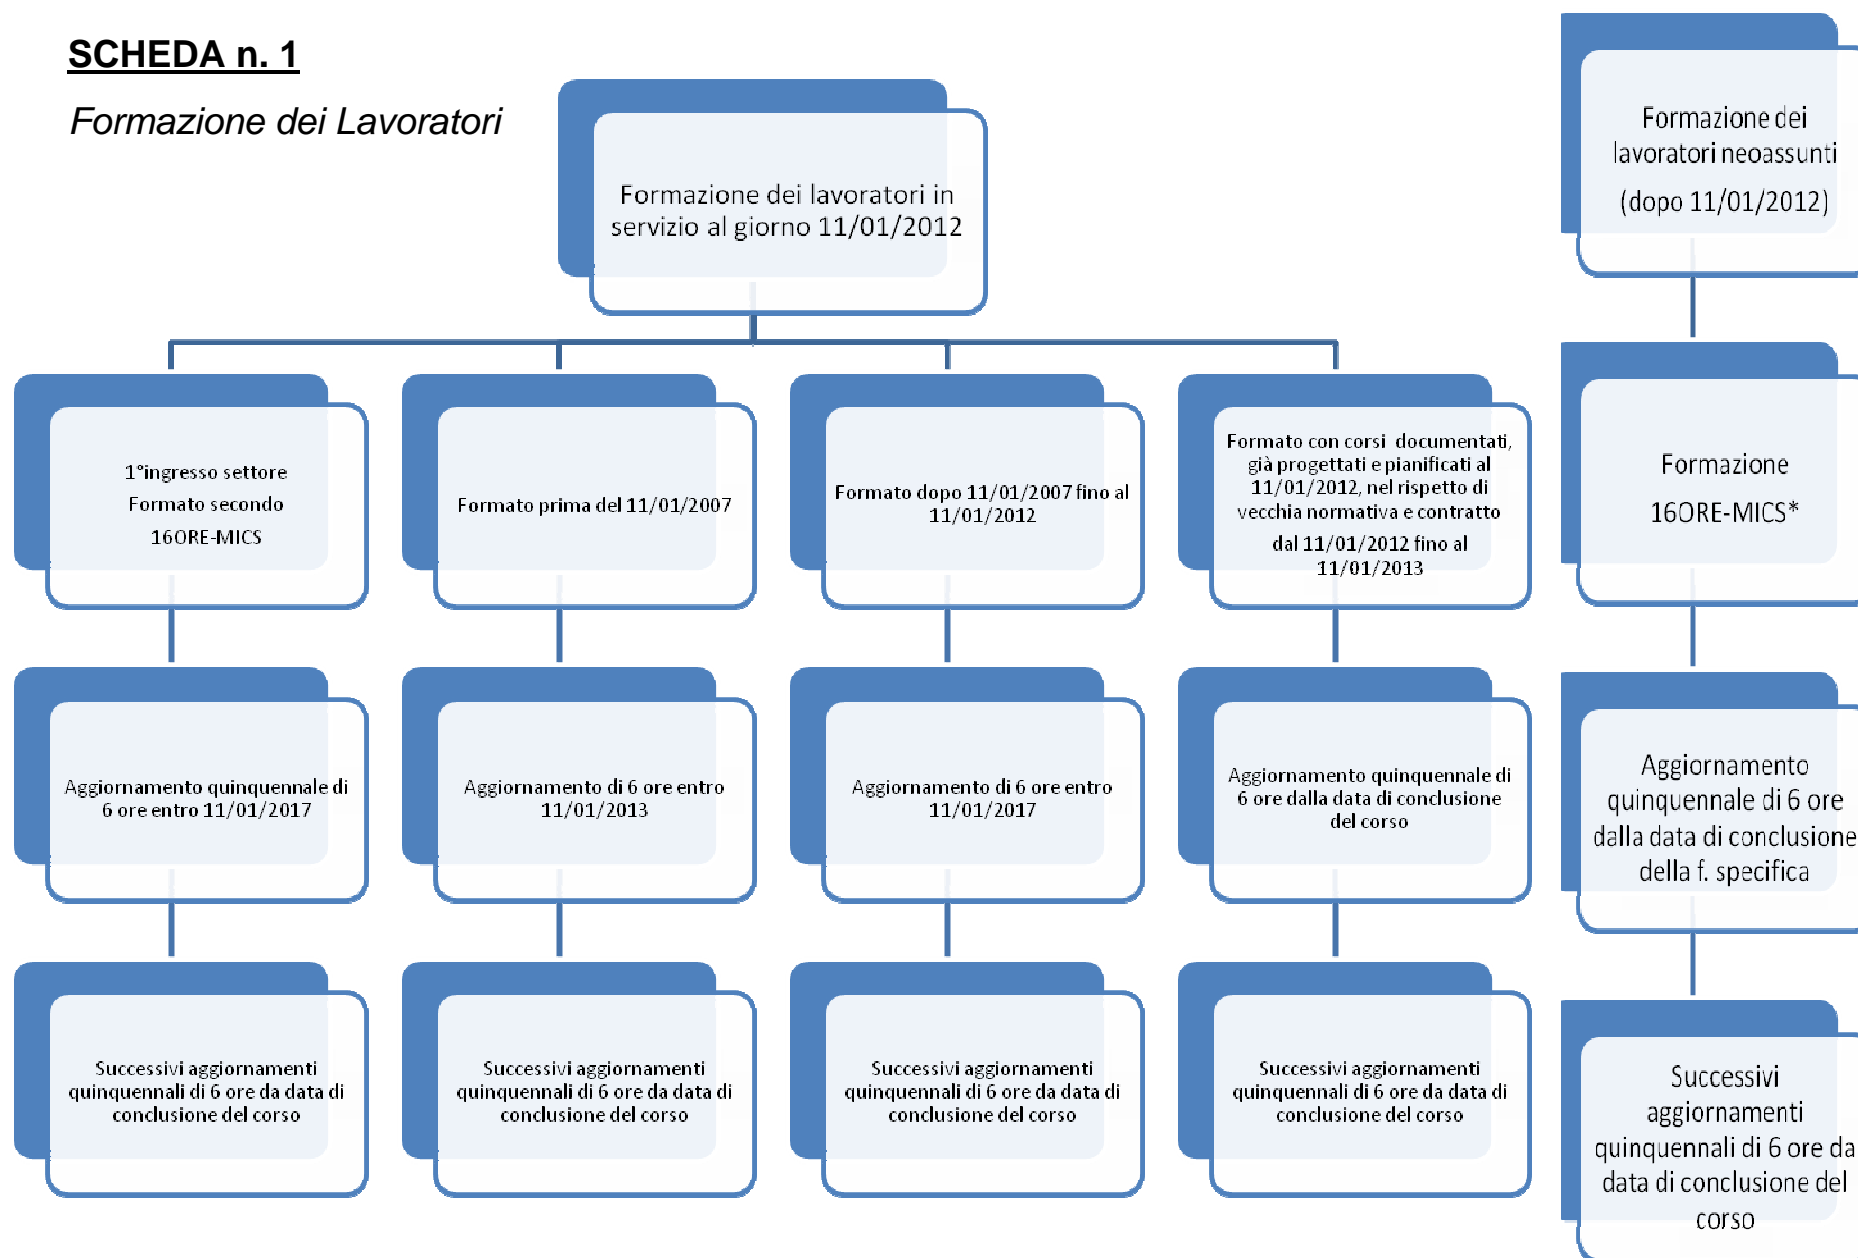 SCHEDA n. 1
Formazione dei Lavoratori
Formazione dei lavoratori in
servizio al giorno 11/01/2012
1°ingresso settore
Formato secondo
16ORE-MICS
Aggiornamento quinquennale di
6 ore entro 11/01/2017
Successivi aggiornamenti
quinquennali di 6 ore da data di
conclusione del corso
Formato prima del 11/01/2007
Aggiornamento di 6 ore entro
11/01/2013
Successivi aggiornamenti
quinquennali di 6 ore da data di
conclusione del corso
Formato dopo 11/01/2007 fino al
11/01/2012
Aggiornamento di 6 ore entro
11/01/2017
Successivi aggiornamenti
quinquennali di 6 ore da data di
conclusione del corso
Formato con corsi documentati,
già progettati e pianificati al
11/01/2012, nel rispetto di
vecchia normativa e contratto
dal 11/01/2012 fino al
11/01/2013
Aggiornamento quinquennale di
6 ore dalla data di conclusione
del corso
Successivi aggiornamenti
quinquennali di 6 ore da data di
conclusione del corso
Formazione dei
lavoratori neoassunti
(dopo 11/01/2012)
Formazione
16ORE-MICS*
Aggiornamento
quinquennale di 6 ore
dalla data di conclusione
della f. specifica
Successivi
aggiornamenti
quinquennali di 6 ore da
data di conclusione del
corso